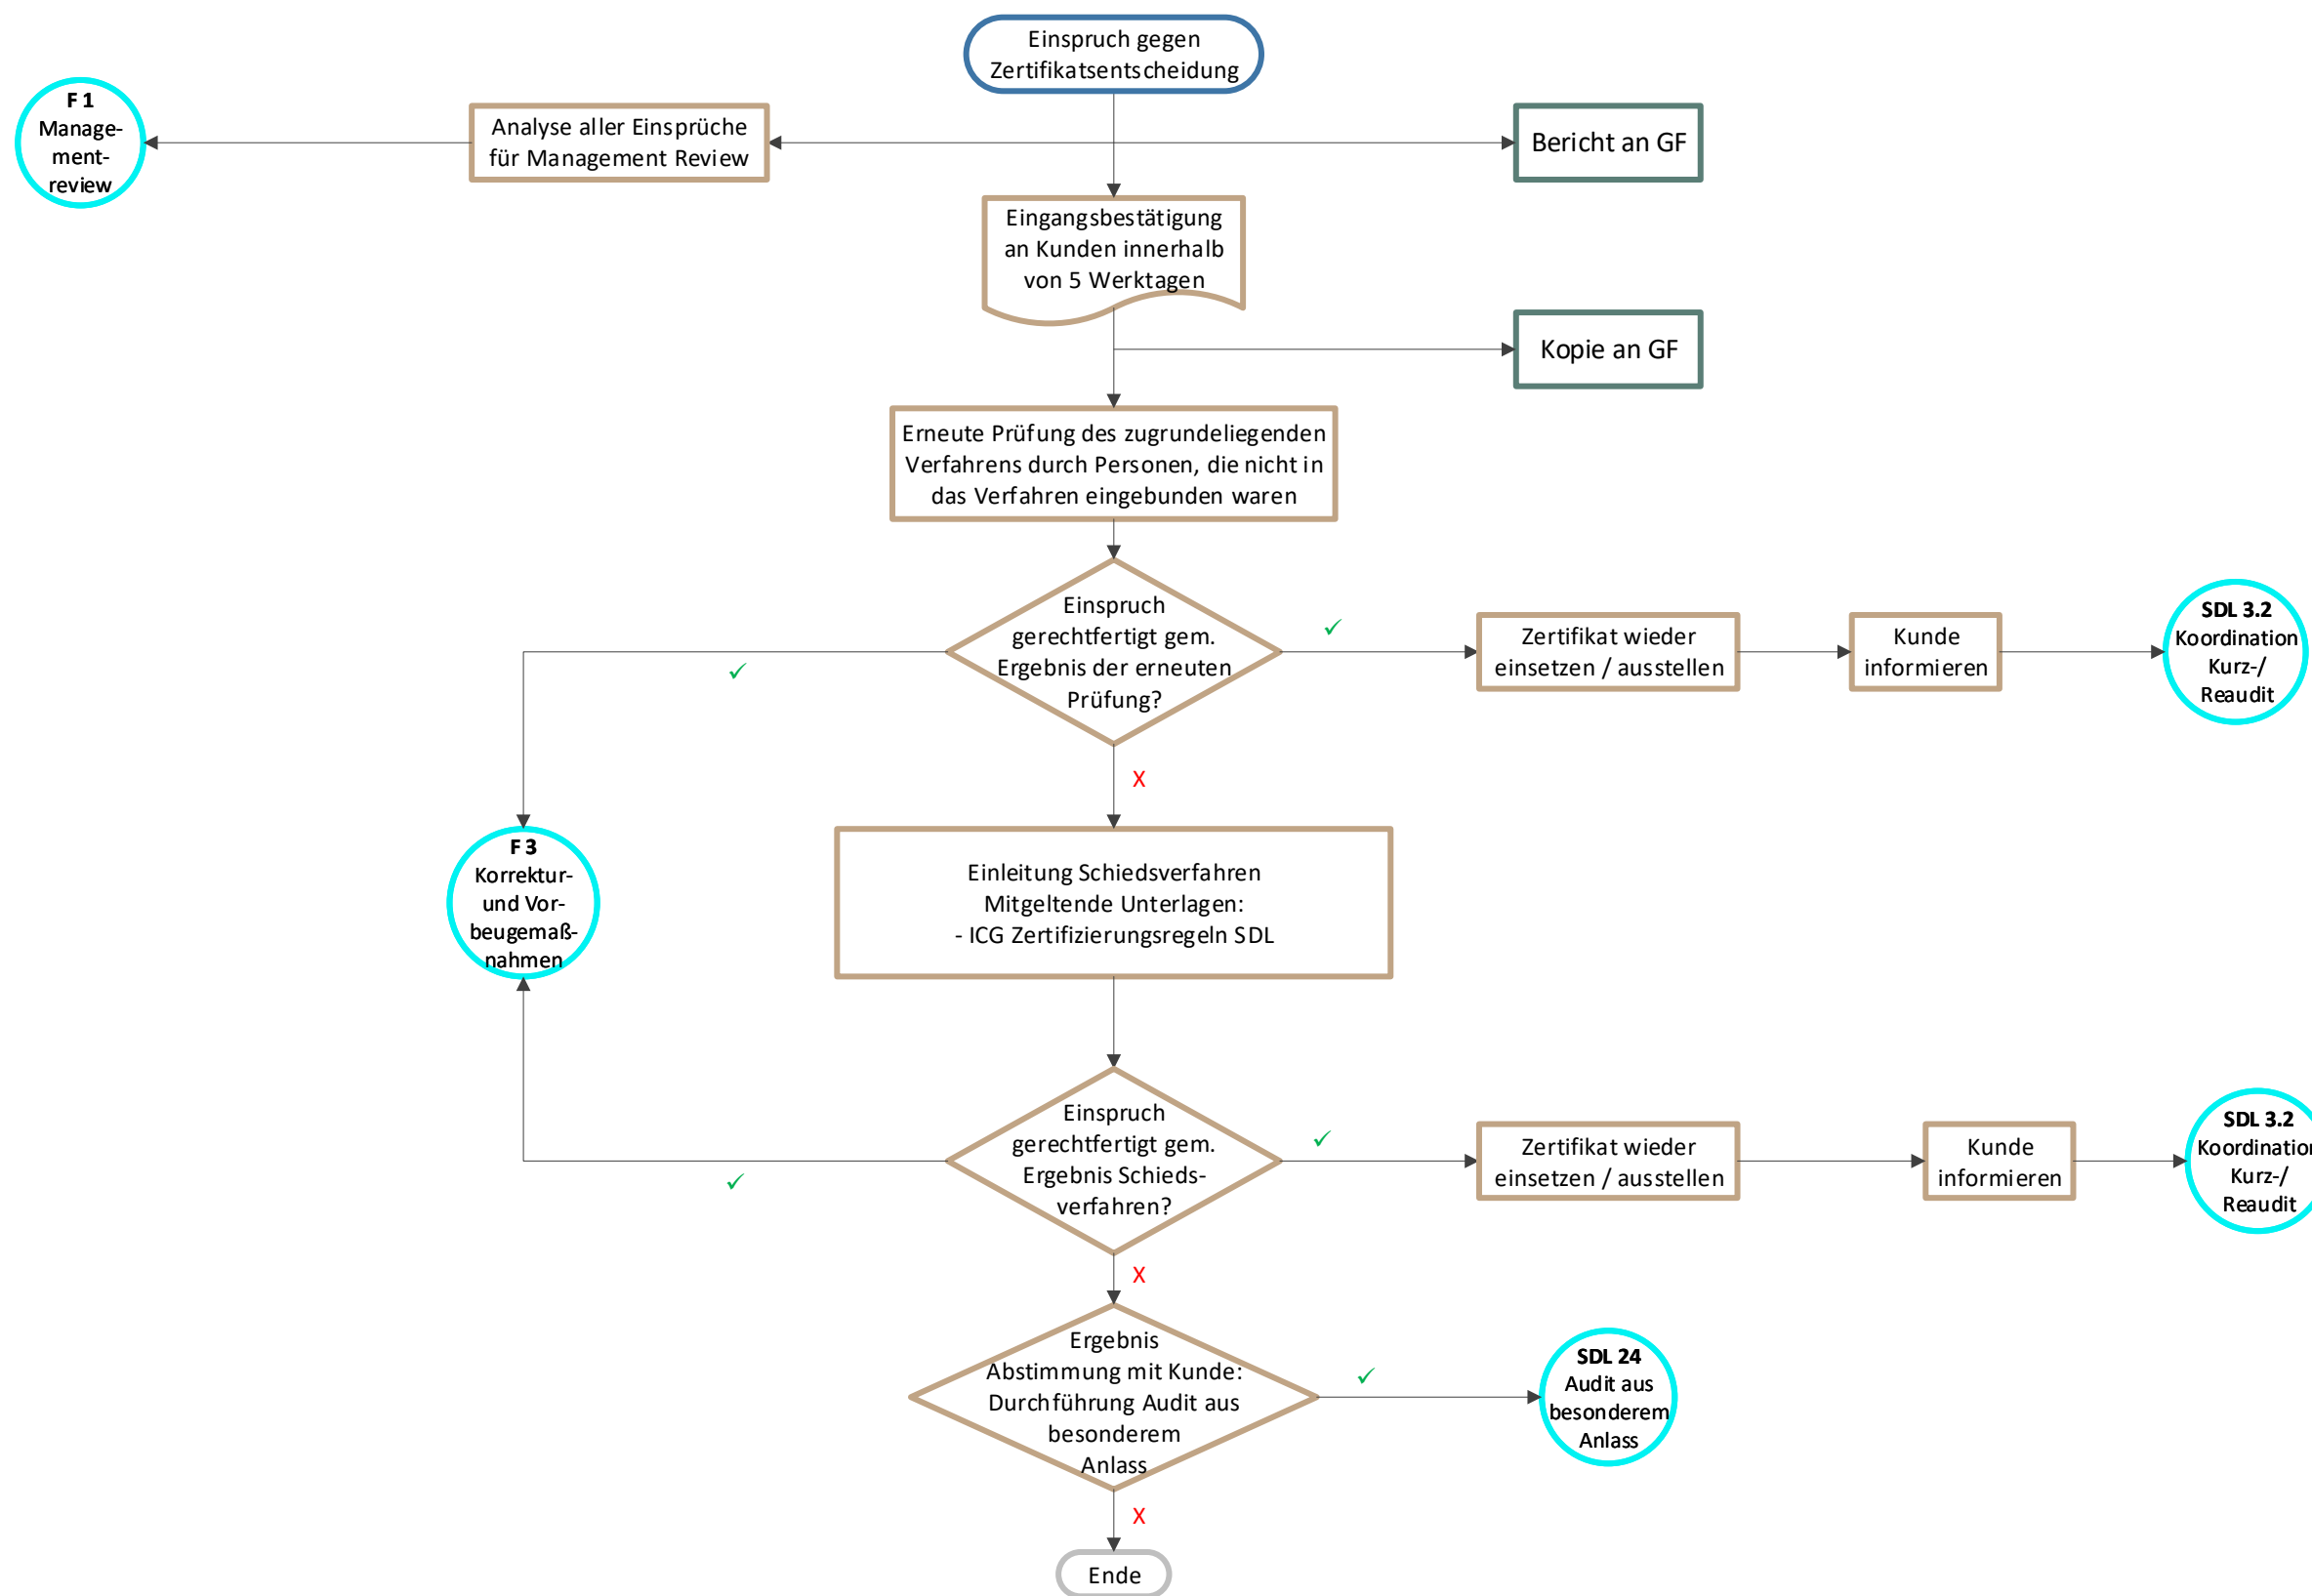 Einspruch gegen
Zertifikatsentscheidung
F 1
Manage-
ment-
review
Analyse aller Einsprüche
für Management Review
Bericht an GF
Eingangsbestätigung
an Kunden innerhalb
von 5 Werktagen
Kopie an GF
Erneute Prüfung des zugrundeliegenden
Verfahrens durch Personen, die nicht in
das Verfahren eingebunden waren
Einspruch
gerechtfertigt gem.
Ergebnis der erneuten
Prüfung?
✓
✓
Zertifikat wieder
einsetzen / ausstellen
Kunde
informieren
SDL 3.2
Koordination
Kurz-/
Reaudit
X
F 3
Korrektur-
und Vor-
beugemaß-
nahmen
Einleitung Schiedsverfahren
Mitgeltende Unterlagen:
- ICG Zertifizierungsregeln SDL
Einspruch
gerechtfertigt gem.
Ergebnis Schieds-
verfahren?
✓
✓
Zertifikat wieder
einsetzen / ausstellen
Kunde
informieren
SDL 3.2
Koordination
Kurz-/
Reaudit
X
Ergebnis
Abstimmung mit Kunde:
Durchführung Audit aus
besonderem
Anlass
✓
SDL 24
Audit aus
besonderem
Anlass
X
Ende